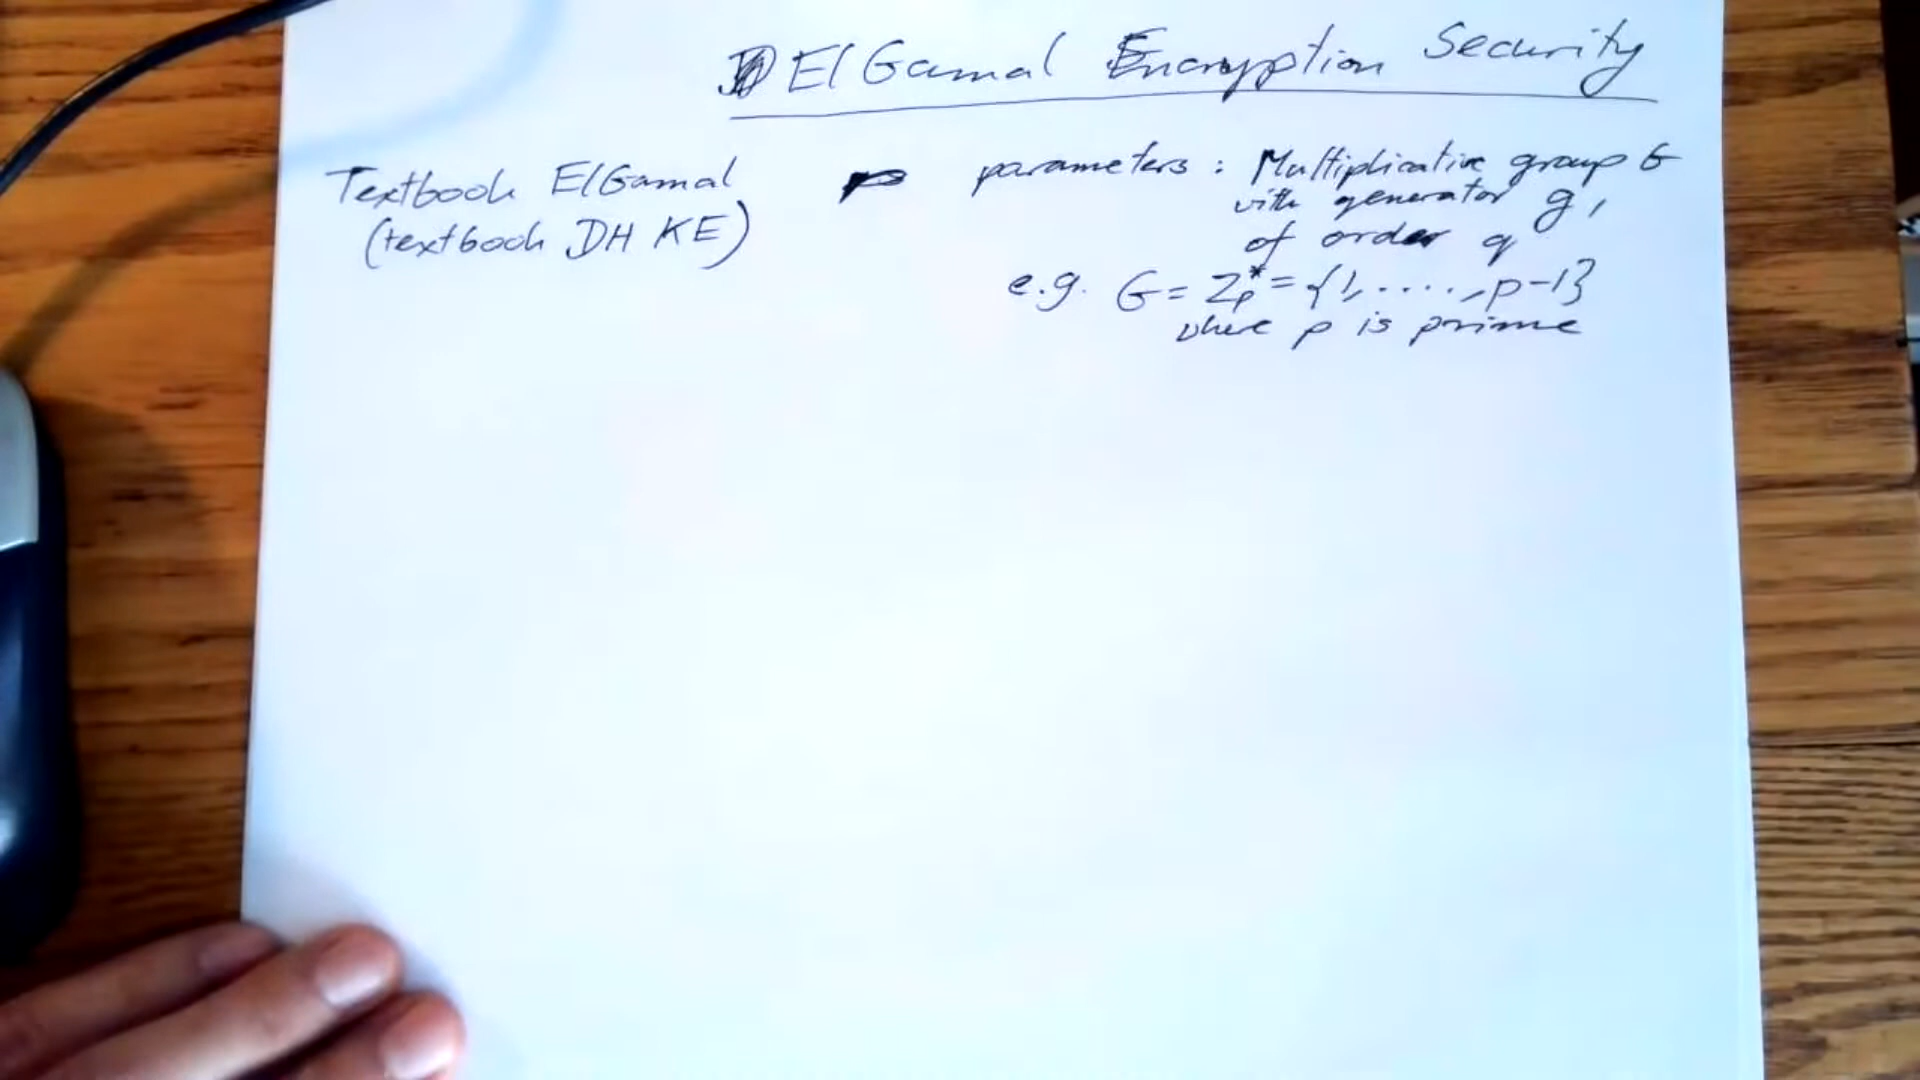 ElGamal Encryption Security
Textbook ElGamal
(textbook DH KE)
parameters: Multiplicative group G
with generator g,
of order q
e.g. G = Zp* = {1, ...., p-1}
where p is prime